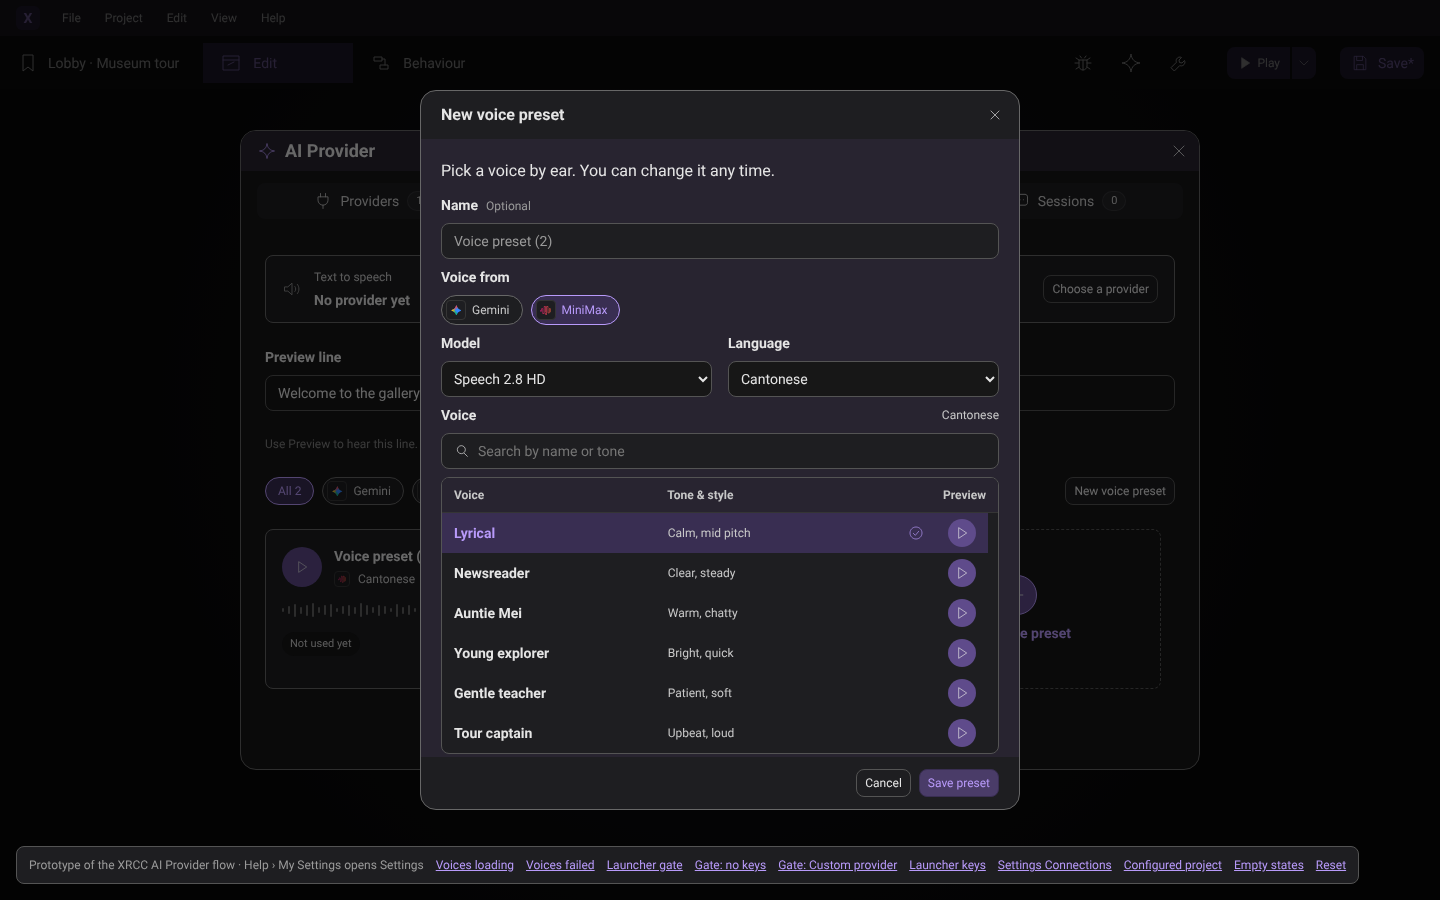 X File Project Edit View Help
Lobby · Museum tour Edit Behaviour Play Save*
New voice preset
AI Provider
Pick a voice by ear. You can change it any time.
Providers Sessions 0
Name Optional
Voice preset (2)
Text to speech
No provider yet
Choose a provider
Voice from
Gemini MiniMax
Model Language
Preview line
Speech 2.8 HD Cantonese
Welcome to the gallery
Voice Cantonese
Use Preview to hear this line.
Search by name or tone
All 2 Gemini New voice preset
Voice Tone & style Preview
Lyrical Calm, mid pitch
Newsreader Clear, steady
Voice preset (
Cantonese
Auntie Mei Warm, chatty
Not used yet
e preset
Young explorer Bright, quick
Gentle teacher Patient, soft
Tour captain Upbeat, loud
Cancel Save preset
Prototype of the XRCC AI Provider flow · Help › My Settings opens Settings Voices loading Voices failed Launcher gate Gate: no keys Gate: Custom provider Launcher keys Settings Connections Configured project Empty states Reset